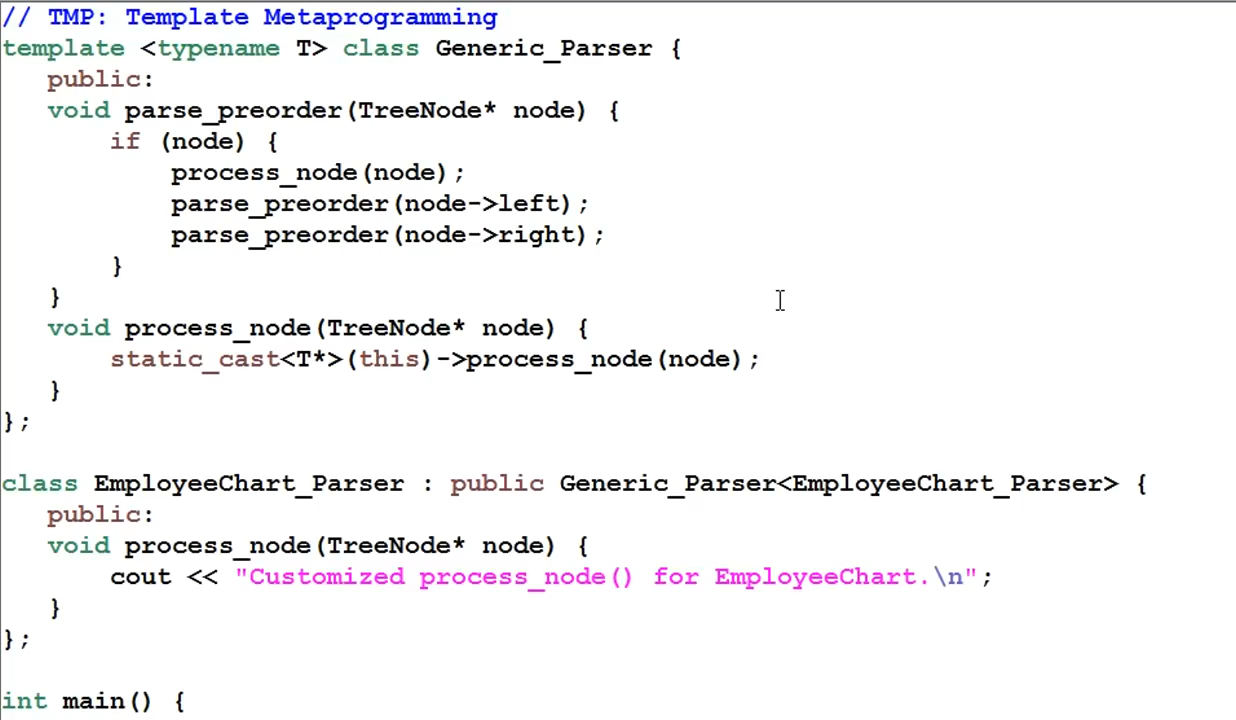 // TMP: Template Metaprogramming
template <typename T> class Generic_Parser {
   public:
   void parse_preorder(TreeNode* node) {
       if (node) {
           process_node(node);
           parse_preorder(node->left);
           parse_preorder(node->right);
       }
   }
   void process_node(TreeNode* node) {
       static_cast<T*>(this)->process_node(node);
   }
};

class EmployeeChart_Parser : public Generic_Parser<EmployeeChart_Parser> {
   public:
   void process_node(TreeNode* node) {
       cout << "Customized process_node() for EmployeeChart.\n";
   }
};

int main() {